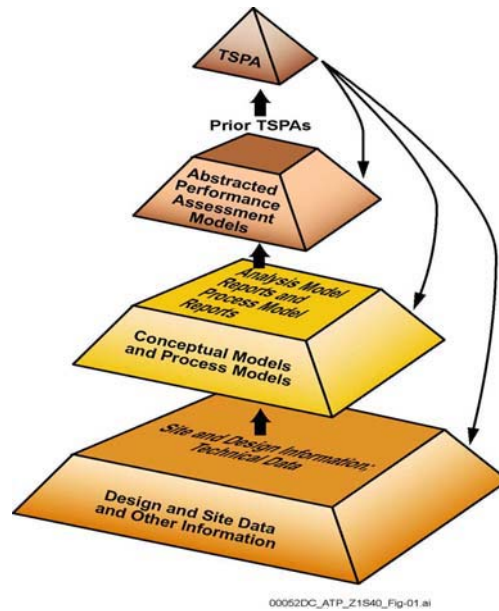 TSPA
Prior TSPAs
Abstracted
Performance
Assessment
Models
Analysis Model
Reports and
Process Model
Reports
Conceptual Models
and Process Models
Site and Design Information:
Technical Data
Design and Site Data
and Other Information
00052DC_ATP_Z1S40_Fig-01.ai